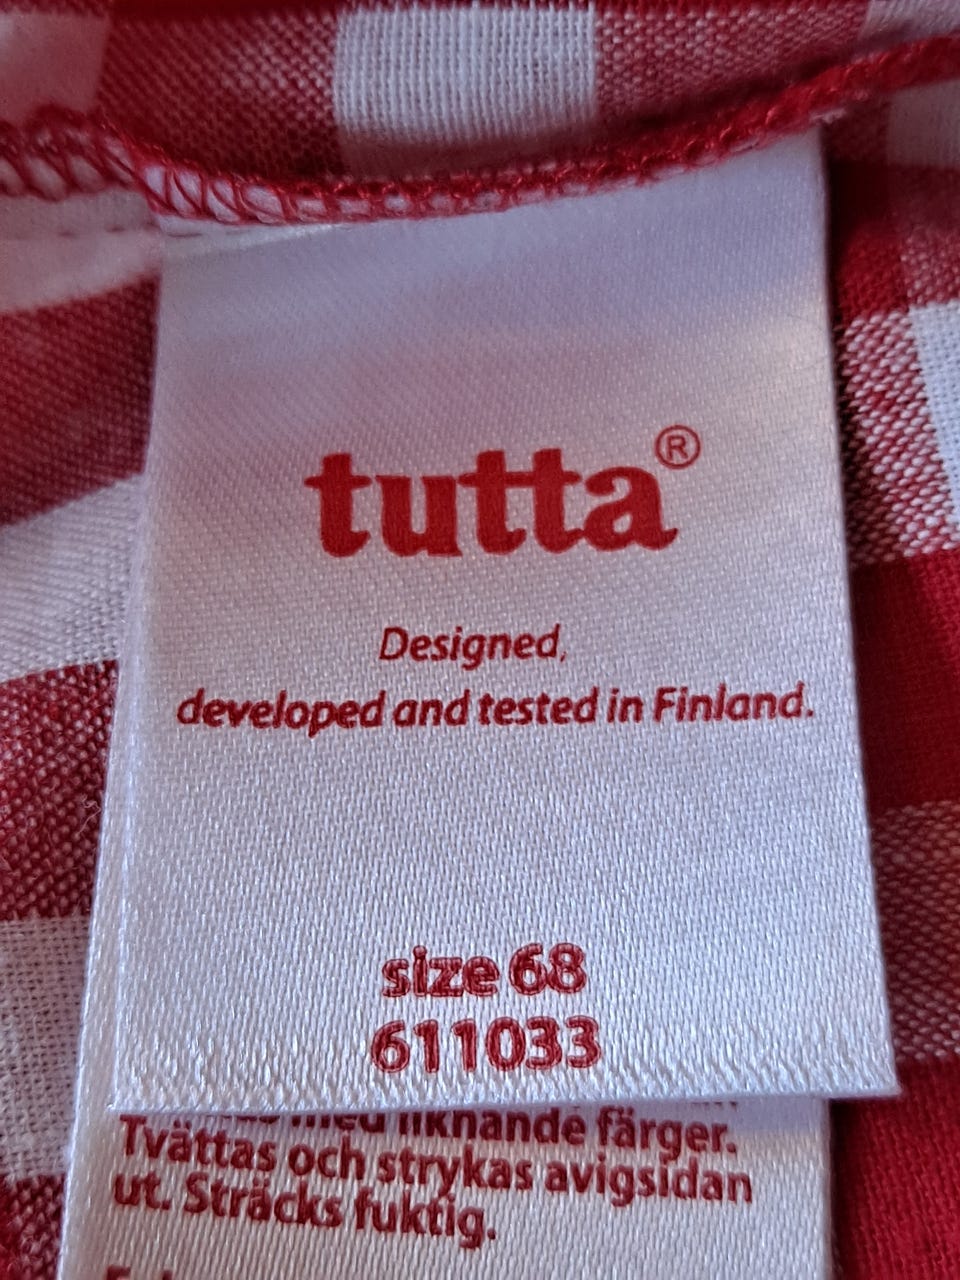 tutta®
Designed,
developed and tested in Finland.
size 68
611033
med liknande färger.
Tvättas och strykas avigsidan
ut. Sträcks fuktig.